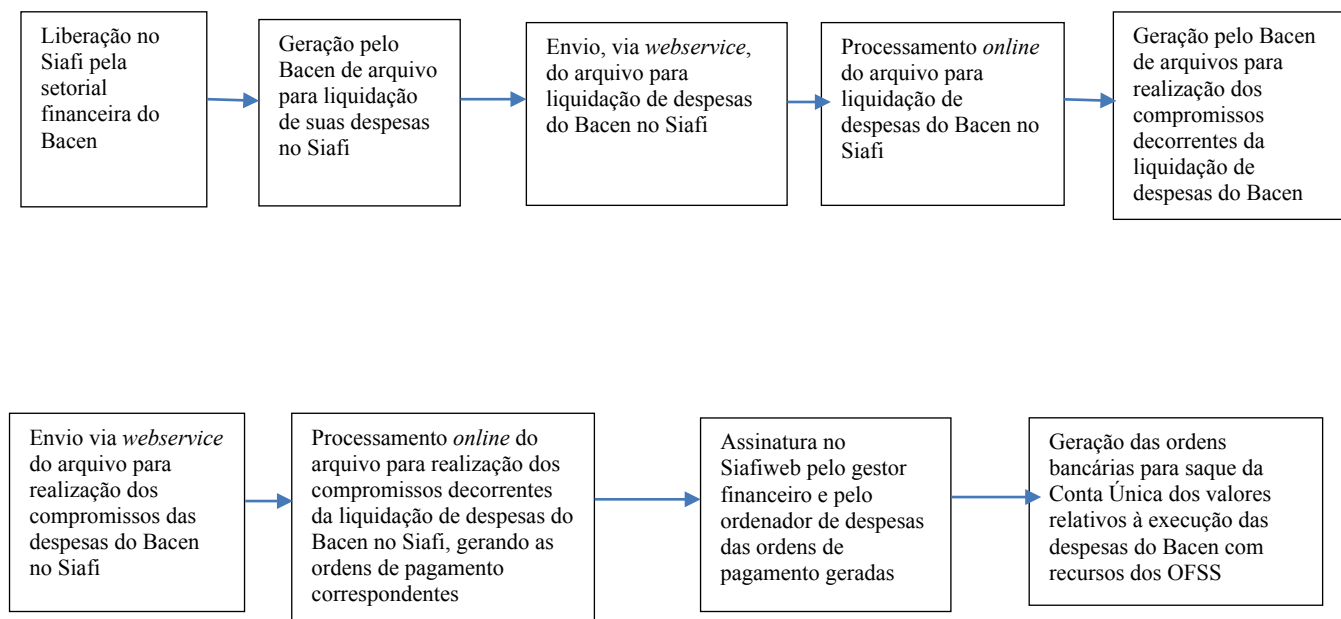 Liberação no
Siafi pela
setorial
financeira do
Bacen
Geração pelo
Bacen de arquivo
para liquidação
de suas despesas
no Siafi
Envio, via webservice,
do arquivo para
liquidação de despesas
do Bacen no Siafi
Processamento online
do arquivo para
liquidação de
despesas do Bacen no
Siafi
Geração pelo Bacen
de arquivos para
realização dos
compromissos
decorrentes da
liquidação de
despesas do Bacen
Envio via webservice
do arquivo para
realização dos
compromissos das
despesas do Bacen
no Siafi
Processamento online do
arquivo para realização dos
compromissos decorrentes
da liquidação de despesas do
Bacen no Siafi, gerando as
ordens de pagamento
correspondentes
Assinatura no
Siafiweb pelo gestor
financeiro e pelo
ordenador de despesas
das ordens de
pagamento geradas
Geração das ordens
bancárias para saque da
Conta Única dos valores
relativos à execução das
despesas do Bacen com
recursos dos OFSS